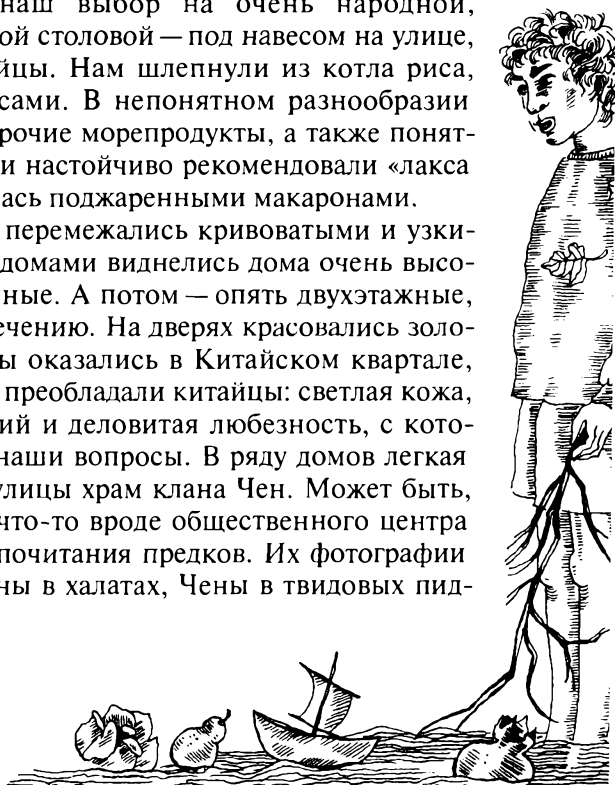 наш выбор на очень народной,
ой столовой — под навесом на улице,
йцы. Нам шлепнули из котла риса,
сами. В непонятном разнообразии
рочие морепродукты, а также понят-
и настойчиво рекомендовали «лакса
ась поджаренными макаронами.
перемежались кривоватыми и узки-
домами виднелись дома очень высо-
ные. А потом — опять двухэтажные,
ечению. На дверях красовались золо-
ы оказались в Китайском квартале,
преобладали китайцы: светлая кожа,
ий и деловитая любезность, с кото-
наши вопросы. В ряду домов легкая
улицы храм клана Чен. Может быть,
что-то вроде общественного центра
почитания предков. Их фотографии
ны в халатах, Чены в твидовых пид-